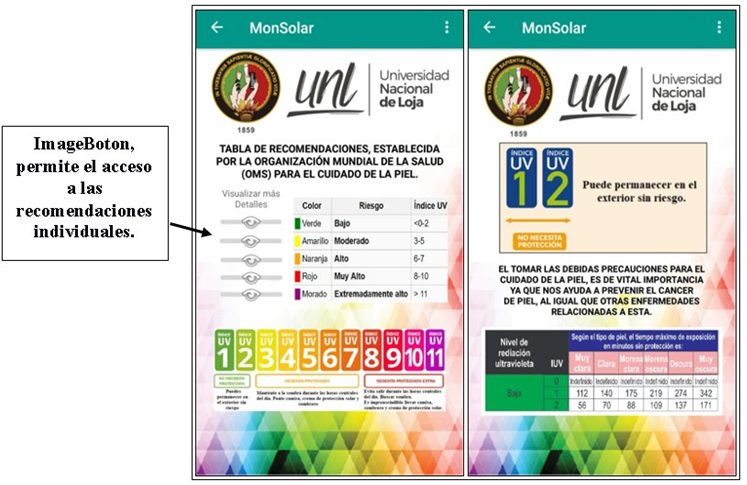 ImageBoton,
permite el acceso
a las
recomendaciones
individuales.
MonSolar
IN THESAURIS SAPIENTIAE GLORIFICATIO VITAE
1859
unl
Universidad
Nacional
de Loja
TABLA DE RECOMENDACIONES, ESTABLECIDA
POR LA ORGANIZACIÓN MUNDIAL DE LA SALUD
(OMS) PARA EL CUIDADO DE LA PIEL.
Visualizar más
Detalles
Color Riesgo Índice UV
Verde Bajo <0-2
Amarillo Moderado 3-5
Naranja Alto 6-7
Rojo Muy Alto 8-10
Morado Extremadamente alto > 11
ÍNDICE ÍNDICE ÍNDICE ÍNDICE ÍNDICE ÍNDICE ÍNDICE ÍNDICE ÍNDICE ÍNDICE ÍNDICE
UV UV UV UV UV UV UV UV UV UV UV
1 2 3 4 5 6 7 8 9 10 11
NO NECESITA
PROTECCIÓN
NECESITA PROTECCIÓN
NECESITA PROTECCIÓN EXTRA
Puedes
permanecer en
el exterior sin
riesgo
Mantente a la sombra durante las horas centrales
del día. Ponte camisa, crema de protección solar y
sombrero
Evita salir durante las horas centrales
del día. Buscar sombra.
Es imprescindible llevar camisa,
sombrero y crema de protección solar.
MonSolar
1859
unl
Universidad
Nacional
de Loja
ÍNDICE ÍNDICE
UV UV
1 2
NO NECESITA
PROTECCIÓN
Puede permanecer en el
exterior sin riesgo.
EL TOMAR LAS DEBIDAS PRECAUCIONES PARA EL
CUIDADO DE LA PIEL, ES DE VITAL IMPORTANCIA
YA QUE NOS AYUDA A PREVENIR EL CANCER
DE PIEL, AL IGUAL QUE OTRAS ENFERMEDADES
RELACIONADAS A ESTA.
Nivel de
rediación
ultravioleta
IUV
Según el tipo de piel, el tiempo máximo de exposición
en minutos sin protección es:
Muy clara Clara Morena clara Morena oscura Oscura Muy oscura
Baja
0 Indefinido Indefinido Indefinido Indefinido Indefinido Indefinido
1 112 140 175 219 274 342
2 56 70 88 109 137 171